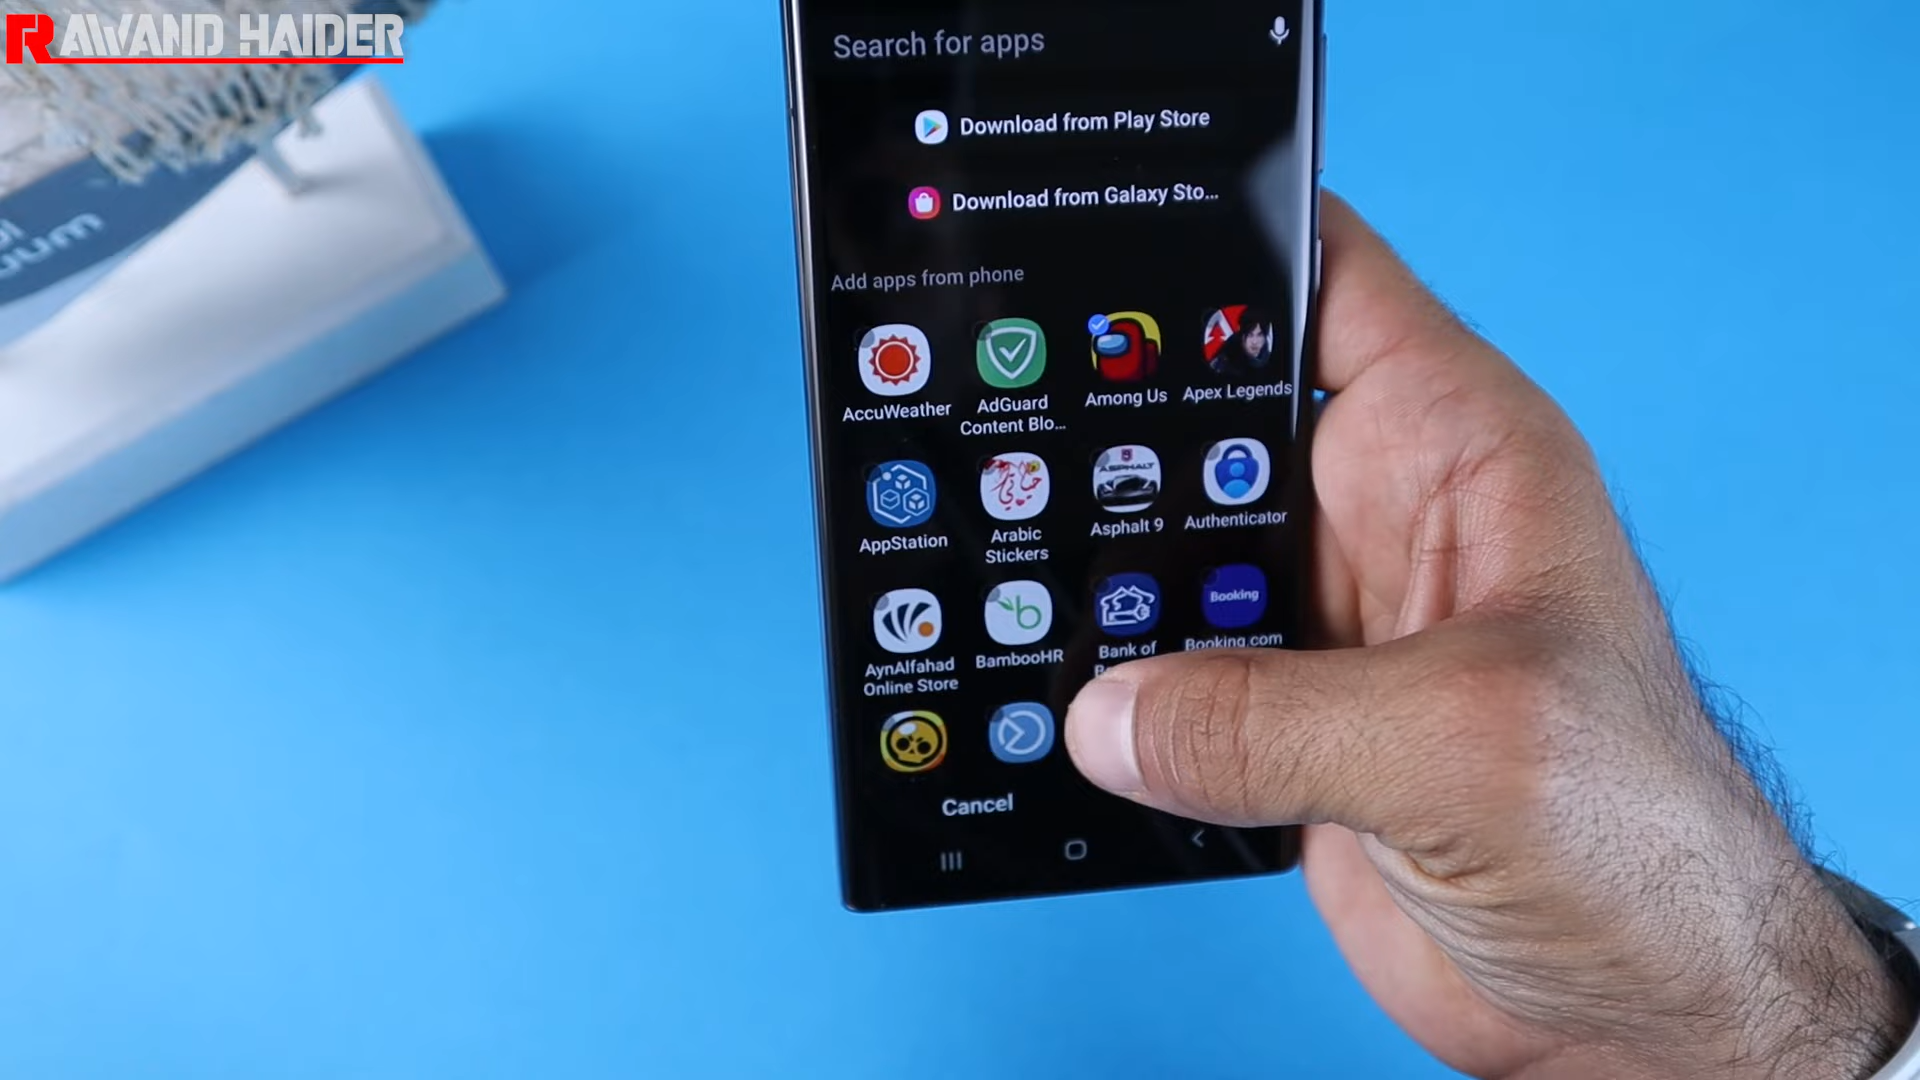 RAWAND HAIDER
Search for apps
Download from Play Store
Download from Galaxy Sto...
Add apps from phone
AccuWeather
AdGuard
Content Blo...
Among Us
Apex Legends
AppStation
Arabic
Stickers
ASPHALT
Asphalt 9
Authenticator
AynAlfahad
Online Store
BambooHR
Bank of
Booking
Booking.com
Cancel